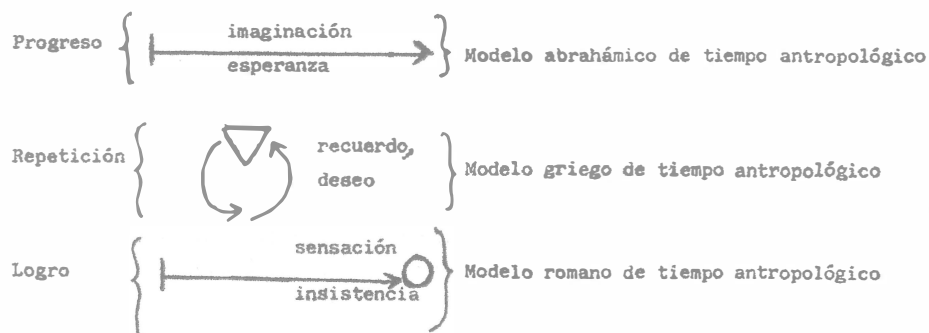 Progreso
imaginación
esperanza
Modelo abrahámico de tiempo antropológico
Repetición
recuerdo,
deseo
Modelo griego de tiempo antropológico
Logro
sensación
insistencia
Modelo romano de tiempo antropológico